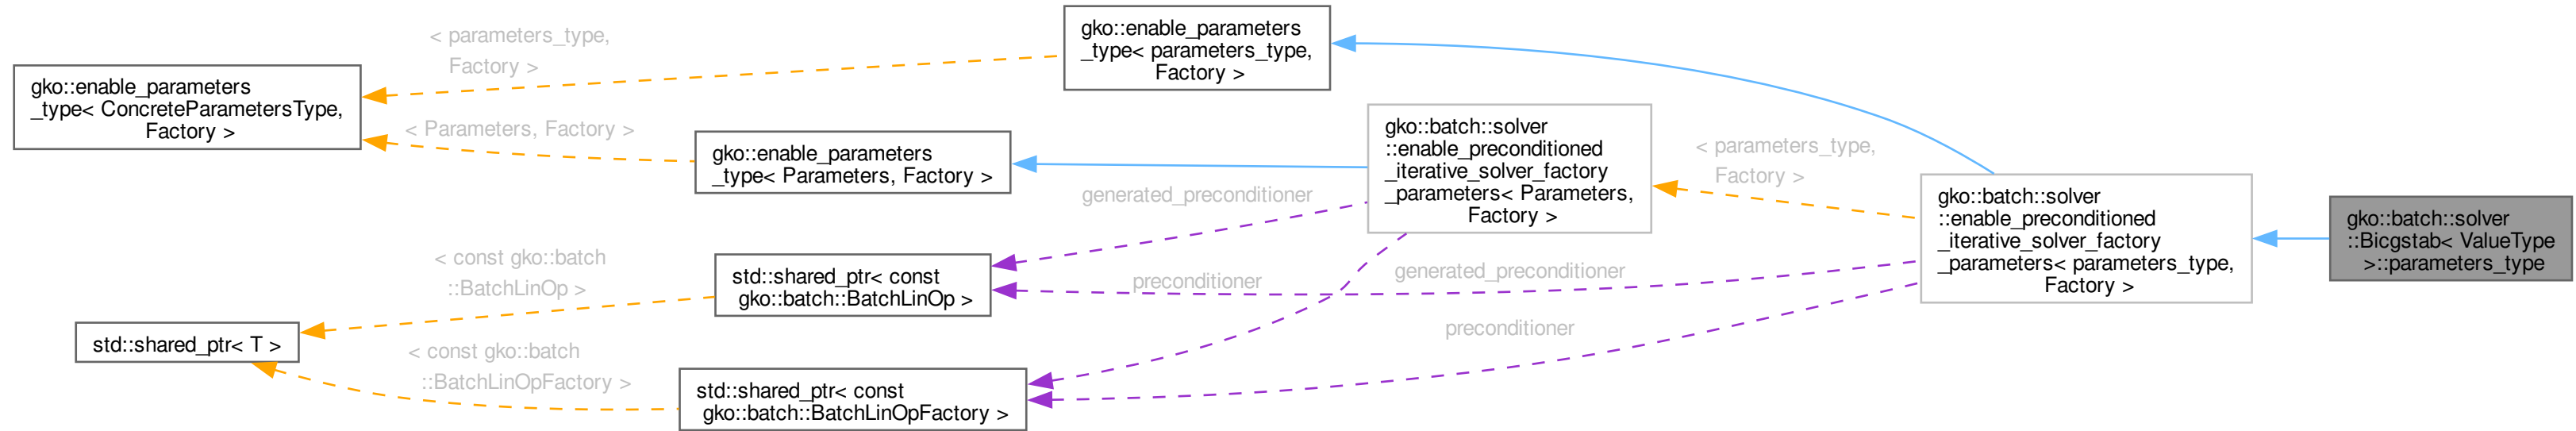 gko::enable_parameters
_type< ConcreteParametersType,
Factory >
< parameters_type,
Factory >
< Parameters, Factory >
gko::enable_parameters
_type< parameters_type,
Factory >
gko::enable_parameters
_type< Parameters, Factory >
gko::batch::solver
::enable_preconditioned
_iterative_solver_factory
_parameters< Parameters,
Factory >
< parameters_type,
Factory >
gko::batch::solver
::enable_preconditioned
_iterative_solver_factory
_parameters< parameters_type,
Factory >
gko::batch::solver
::Bicgstab< ValueType
>::parameters_type
generated_preconditioner
preconditioner
generated_preconditioner
preconditioner
std::shared_ptr< const
gko::batch::BatchLinOp >
< const gko::batch
::BatchLinOp >
std::shared_ptr< T >
< const gko::batch
::BatchLinOpFactory >
std::shared_ptr< const
gko::batch::BatchLinOpFactory >